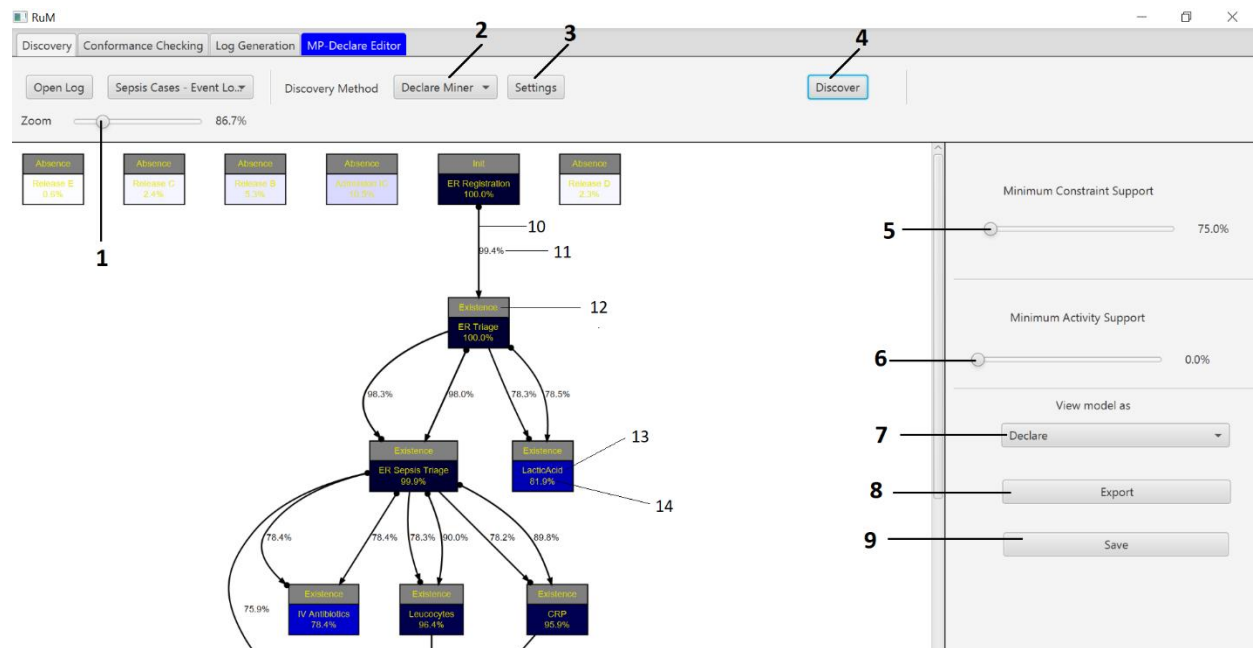 RuM
Discovery Conformance Checking Log Generation MP-Declare Editor
2 3 4
Open Log Sepsis Cases - Event Lo.. Discovery Method Declare Miner Settings Discover
Zoom 86.7%
1
Absence Absence Absence Absence Init Absence
Release E Release C Release B ER Registration Release D
0.6% 2.4% 5.3% 100.0% 2.3%
Minimum Constraint Support
10
5 75.0%
99.4% 11
Existence 12
Minimum Activity Support
ER Triage
100.0%
6 0.0%
98.3% 98.0% 78.3% 78.5%
View model as
7 Declare
13
Existence Existence
ER Sepsis Triage LacticAcid
99.9% 81.9%
8 Export
14
78.4% 78.4% 78.3% 90.0% 78.2% 89.8%
9 Save
Existence Existence Existence
75.9% IV Antibiotics Leucocytes CRP
78.4% 96.4% 95.9%